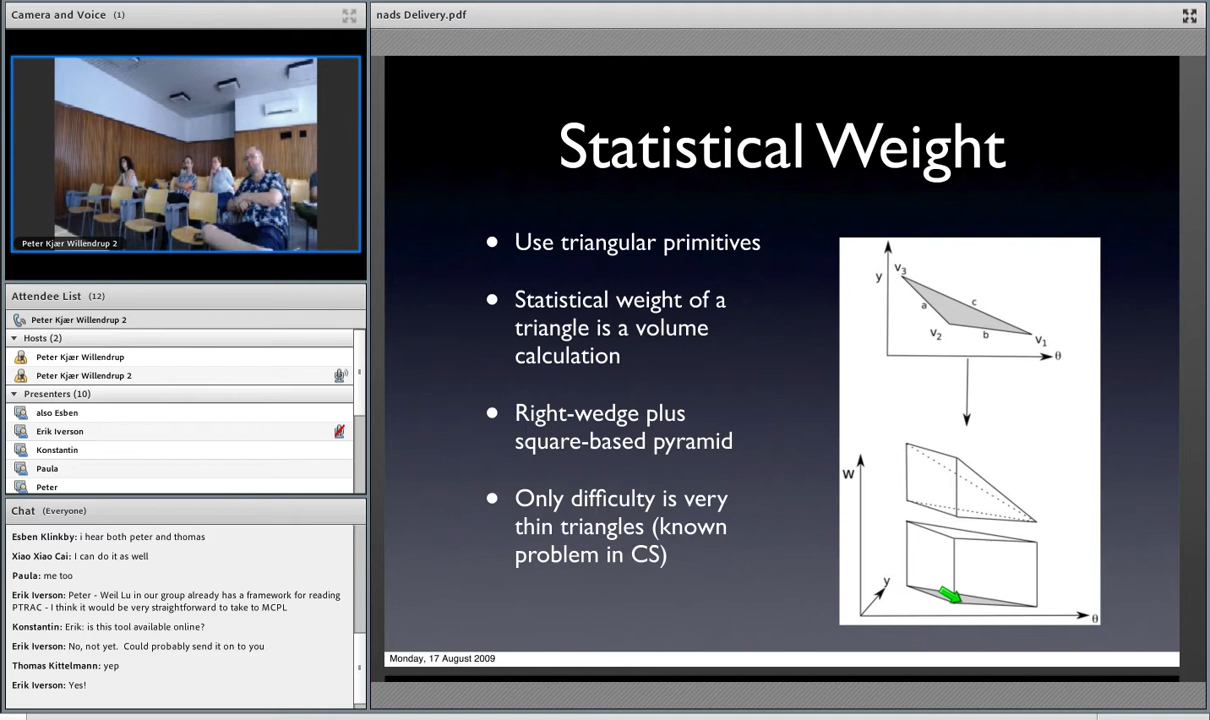 Camera and Voice (1)
Peter Kjær Willendrup 2
Attendee List (12)
Peter Kjær Willendrup 2
Hosts (2)
Peter Kjær Willendrup
Peter Kjær Willendrup 2
Presenters (10)
also Esben
Erik Iverson
Konstantin
Paula
Peter
Chat (Everyone)
Esben Klinkby: i hear both peter and thomas
Xiao Xiao Cai: I can do it as well
Paula: me too
Erik Iverson: Peter - Weil Lu in our group already has a framework for reading
PTRAC - I think it would be very straightforward to take to MCPL
Konstantin: Erik: is this tool available online?
Erik Iverson: No, not yet. Could probably send it on to you
Thomas Kittelmann: yep
Erik Iverson: Yes!
nads Delivery.pdf
Statistical Weight
• Use triangular primitives
• Statistical weight of a
triangle is a volume
calculation
• Right-wedge plus
square-based pyramid
• Only difficulty is very
thin triangles (known
problem in CS)
y
v3
c
a
v2
b
v1
θ
W
y
θ
Monday, 17 August 2009